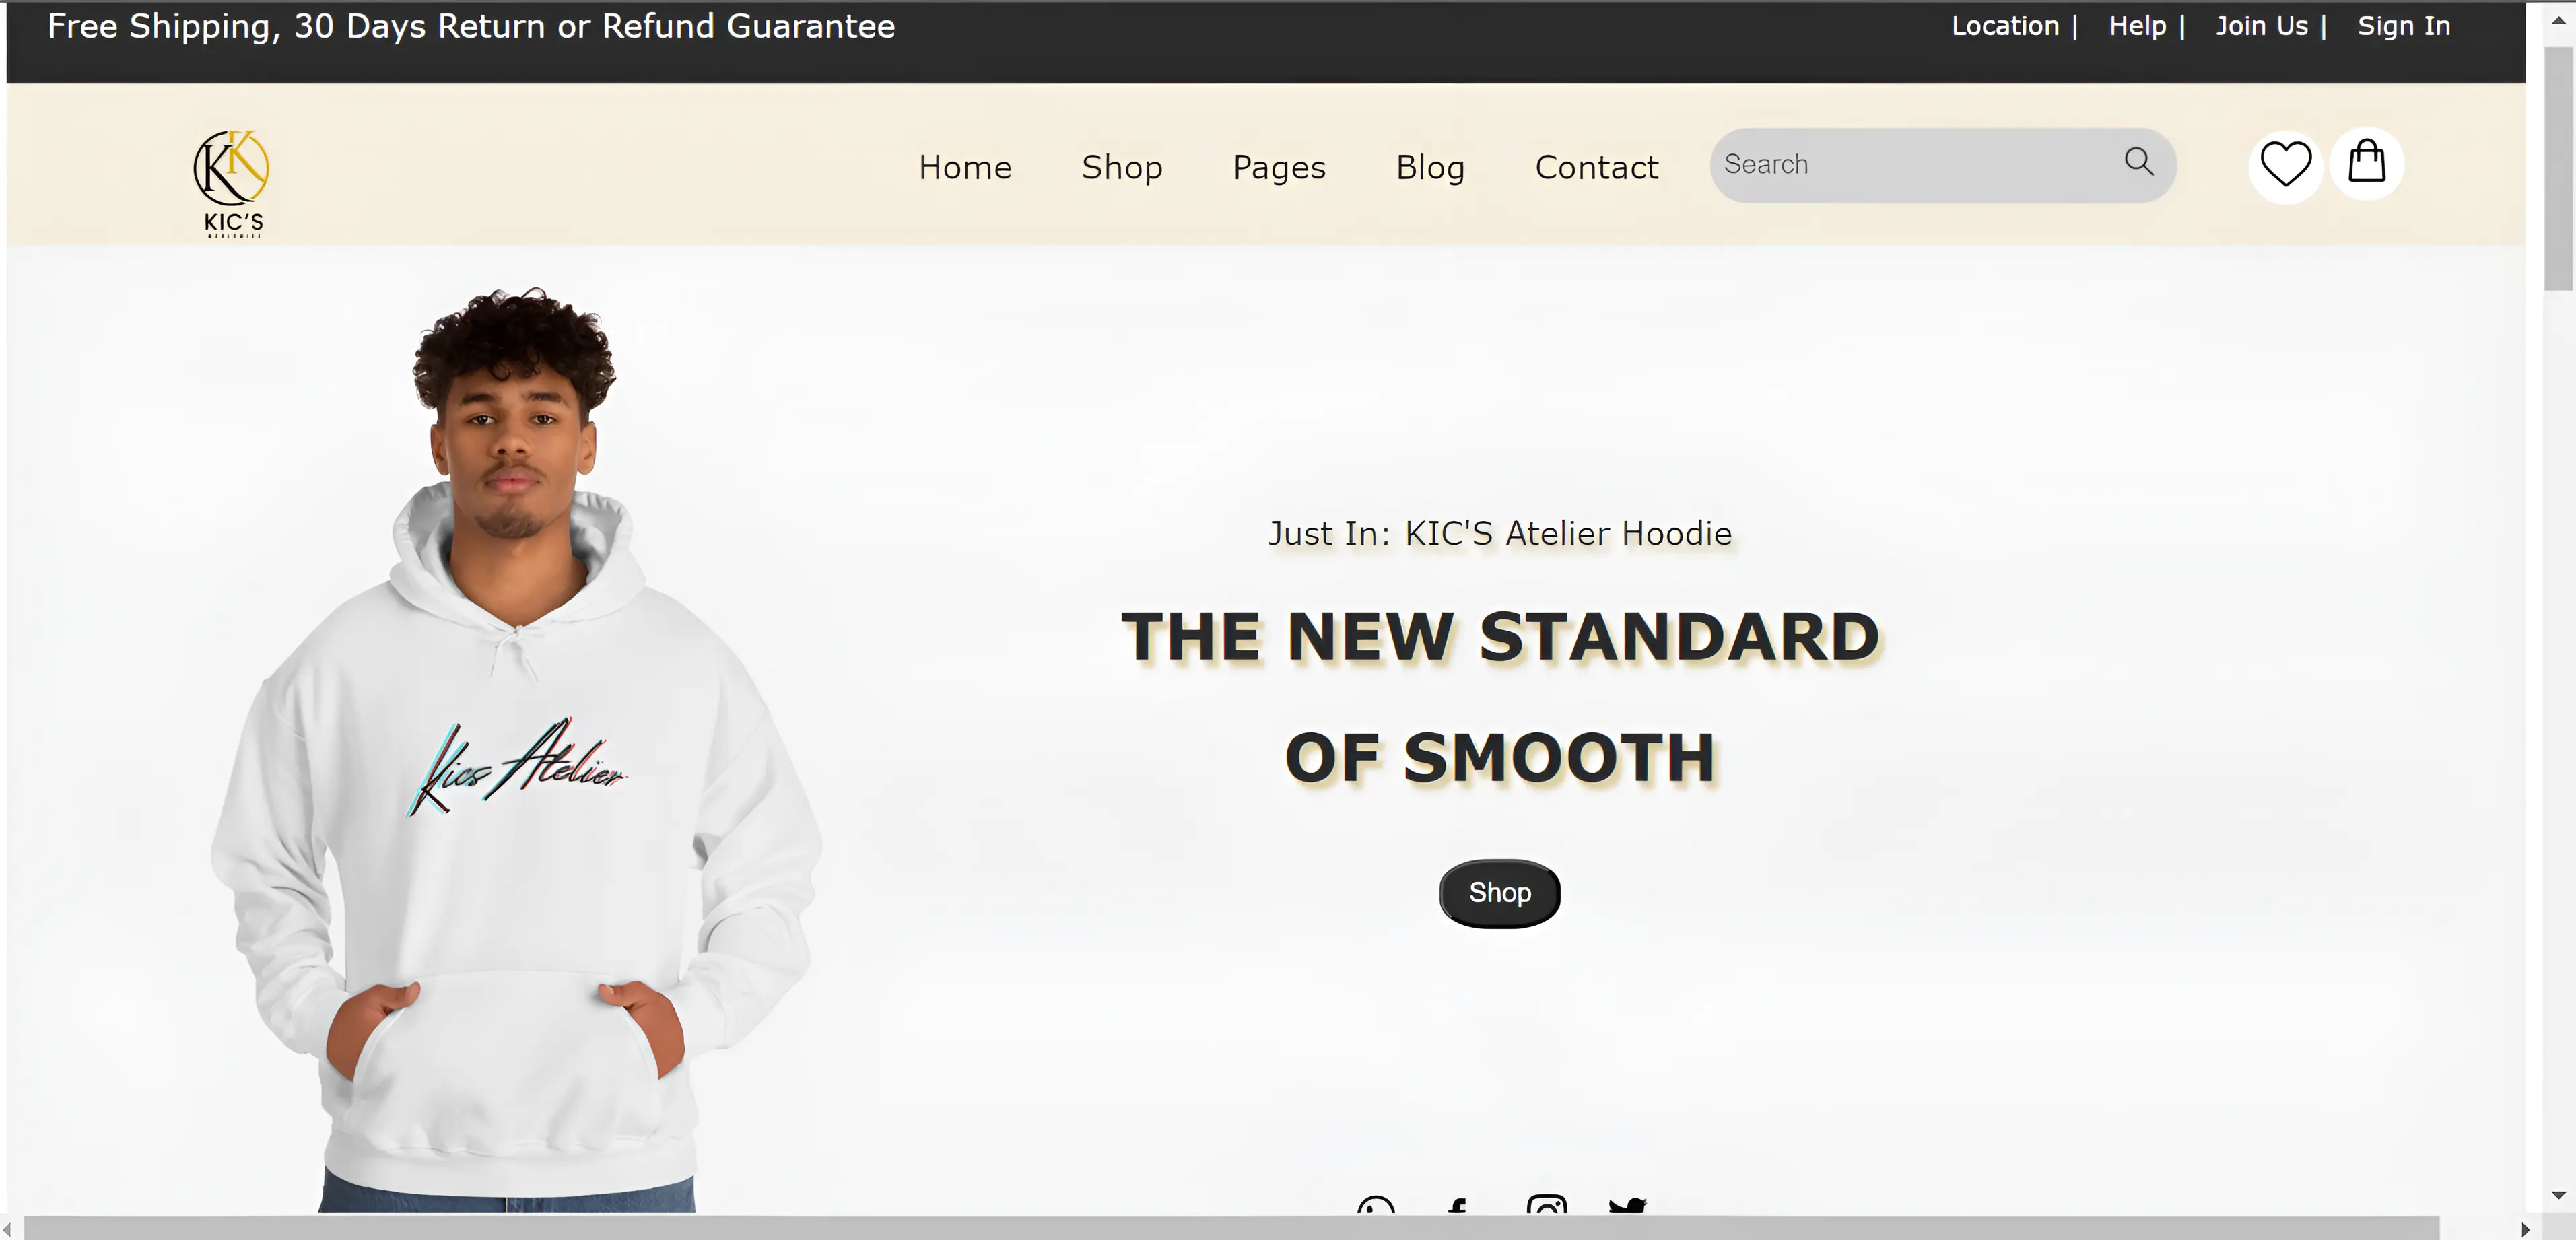 Free Shipping, 30 Days Return or Refund Guarantee
Location | Help | Join Us | Sign In
KK
KIC'S
Home Shop Pages Blog Contact
Search
Just In: KIC'S Atelier Hoodie
THE NEW STANDARD
OF SMOOTH
Kics Atelier
Shop